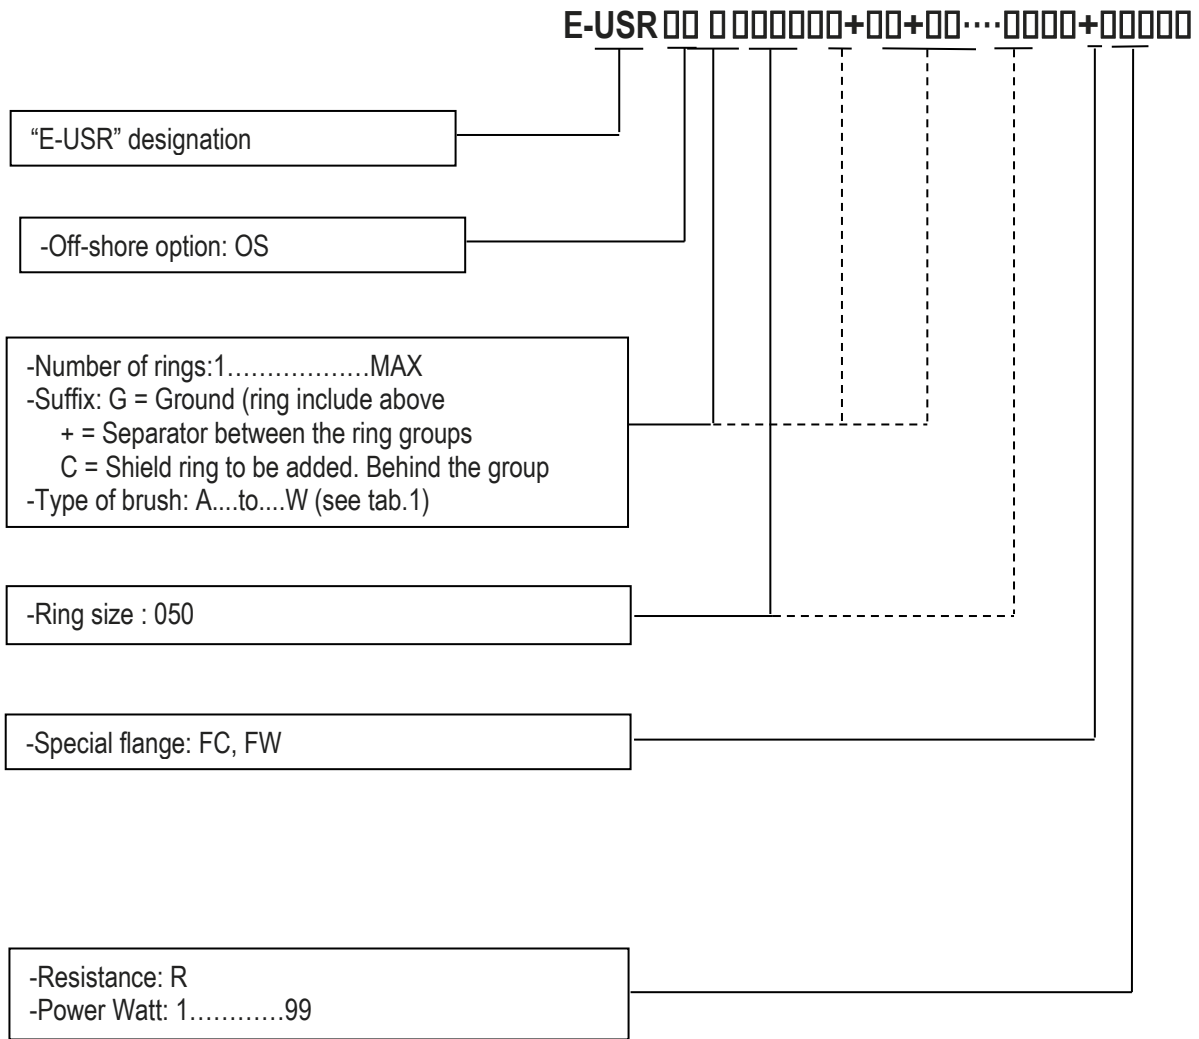 E-USR▯▯ ▯▯▯▯▯▯▯+▯▯+▯▯····▯▯▯▯+▯▯▯▯▯
“E-USR” designation
-Off-shore option: OS
-Number of rings:1………………MAX
-Suffix: G = Ground (ring include above
+ = Separator between the ring groups
C = Shield ring to be added. Behind the group
-Type of brush: A....to....W (see tab.1)
-Ring size : 050
-Special flange: FC, FW
-Resistance: R
-Power Watt: 1…………99